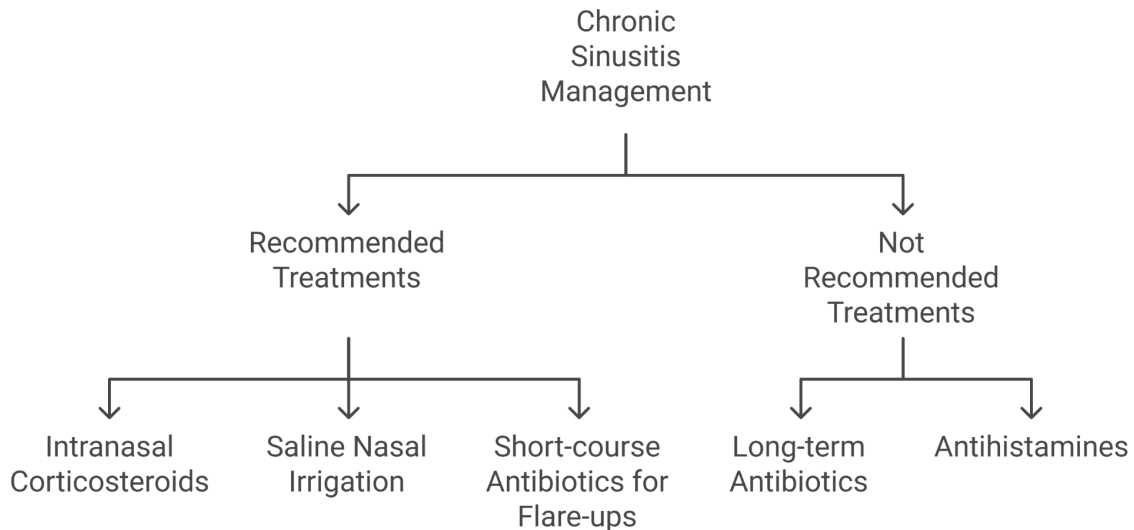 Chronic
Sinusitis
Management
Recommended
Treatments
Not
Recommended
Treatments
Intranasal
Corticosteroids
Saline Nasal
Irrigation
Short-course
Antibiotics for
Flare-ups
Long-term
Antibiotics
Antihistamines